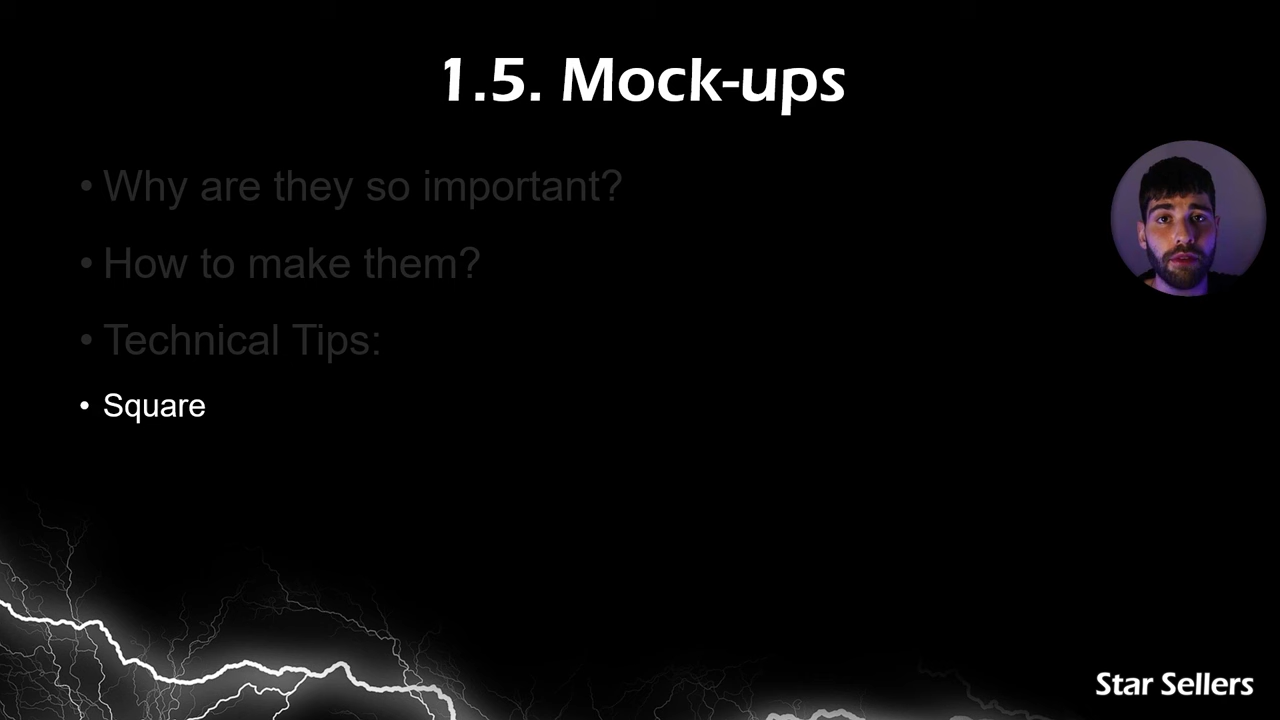 1.5. Mock-ups
• Why are they so important?
• How to make them?
• Technical Tips:
• Square
Star Sellers